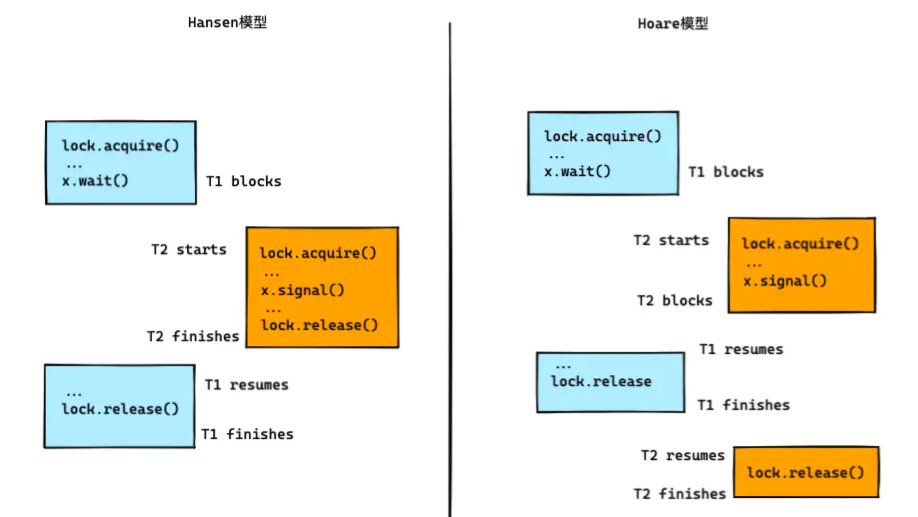 Hansen模型
lock.acquire()
...
x.wait()
T1 blocks
T2 starts
lock.acquire()
...
x.signal()
...
lock.release()
T2 finishes
...
lock.release()
T1 resumes
T1 finishes
Hoare模型
lock.acquire()
...
x.wait()
T1 blocks
T2 starts
lock.acquire()
...
x.signal()
T2 blocks
T1 resumes
...
lock.release
T1 finishes
T2 resumes
lock.release()
T2 finishes